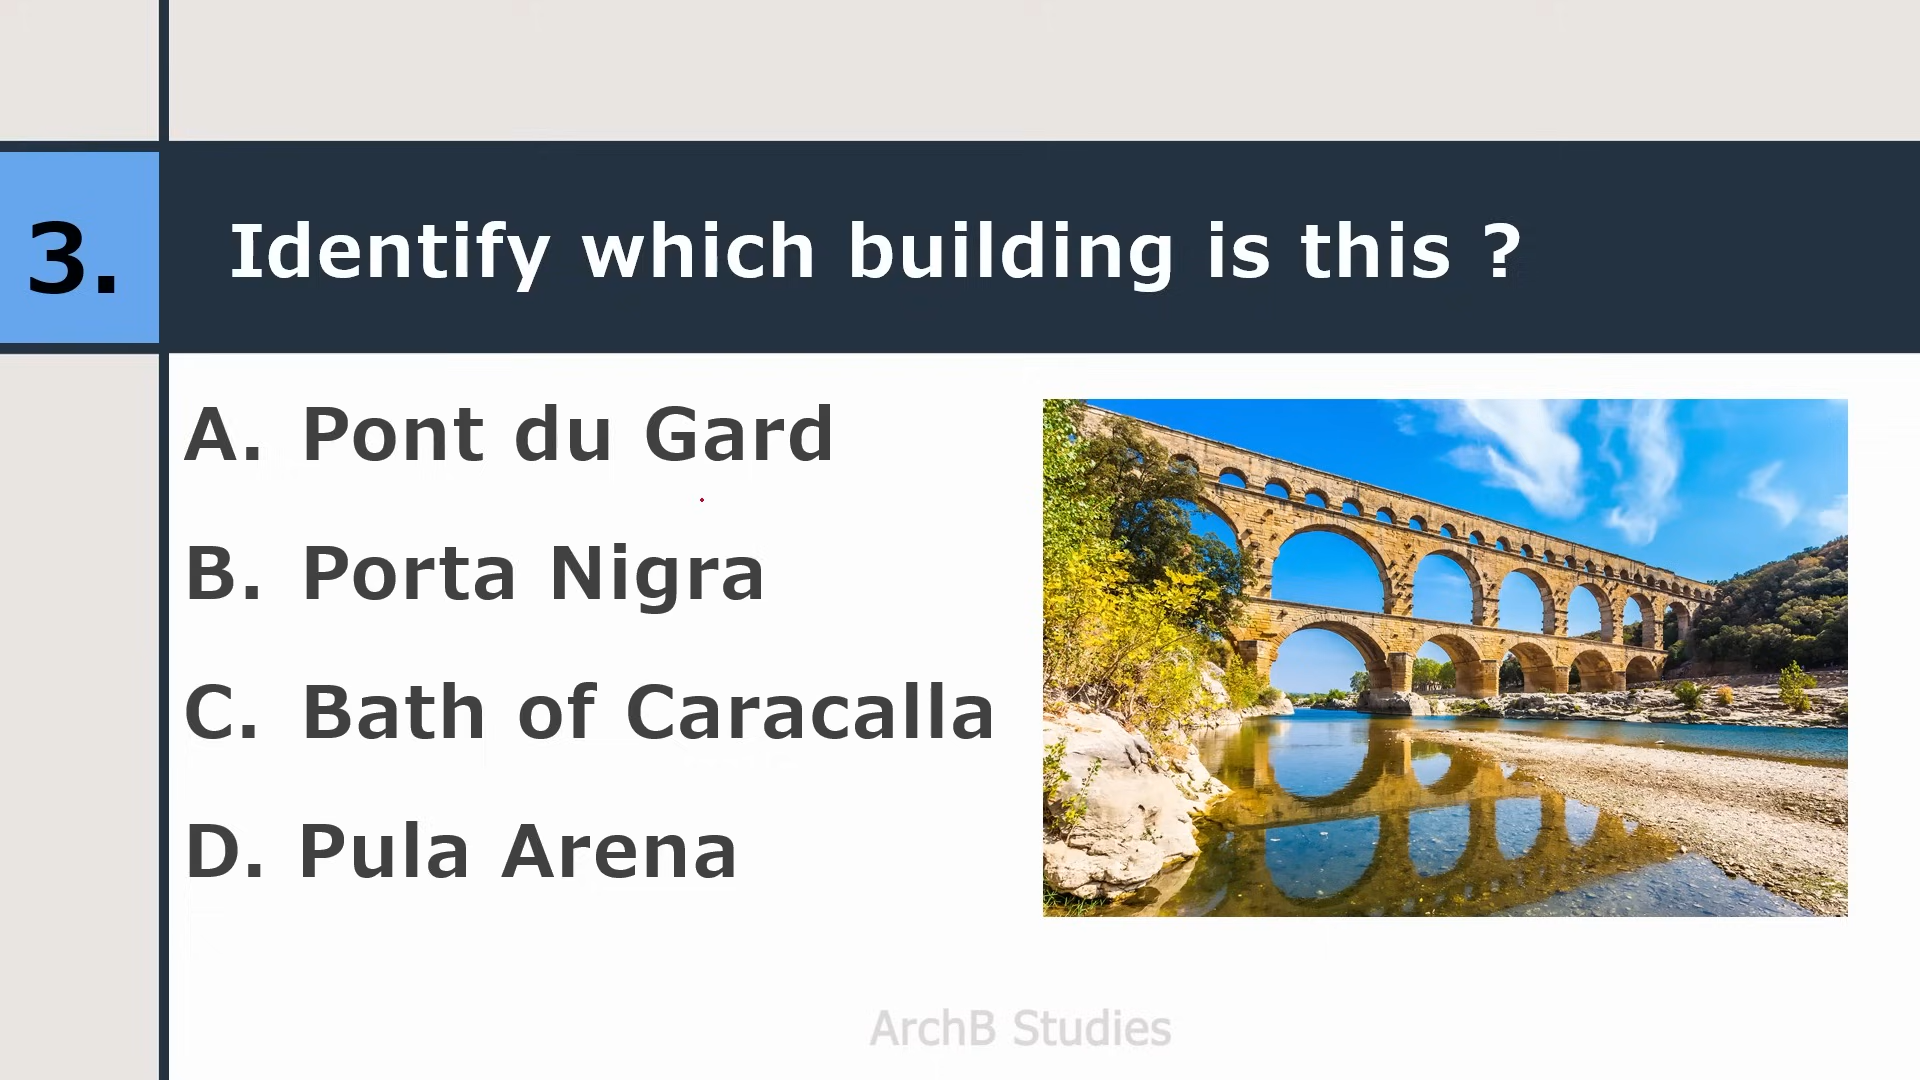 3.
Identify which building is this ?
A. Pont du Gard
B. Porta Nigra
C. Bath of Caracalla
D. Pula Arena
ArchB Studies